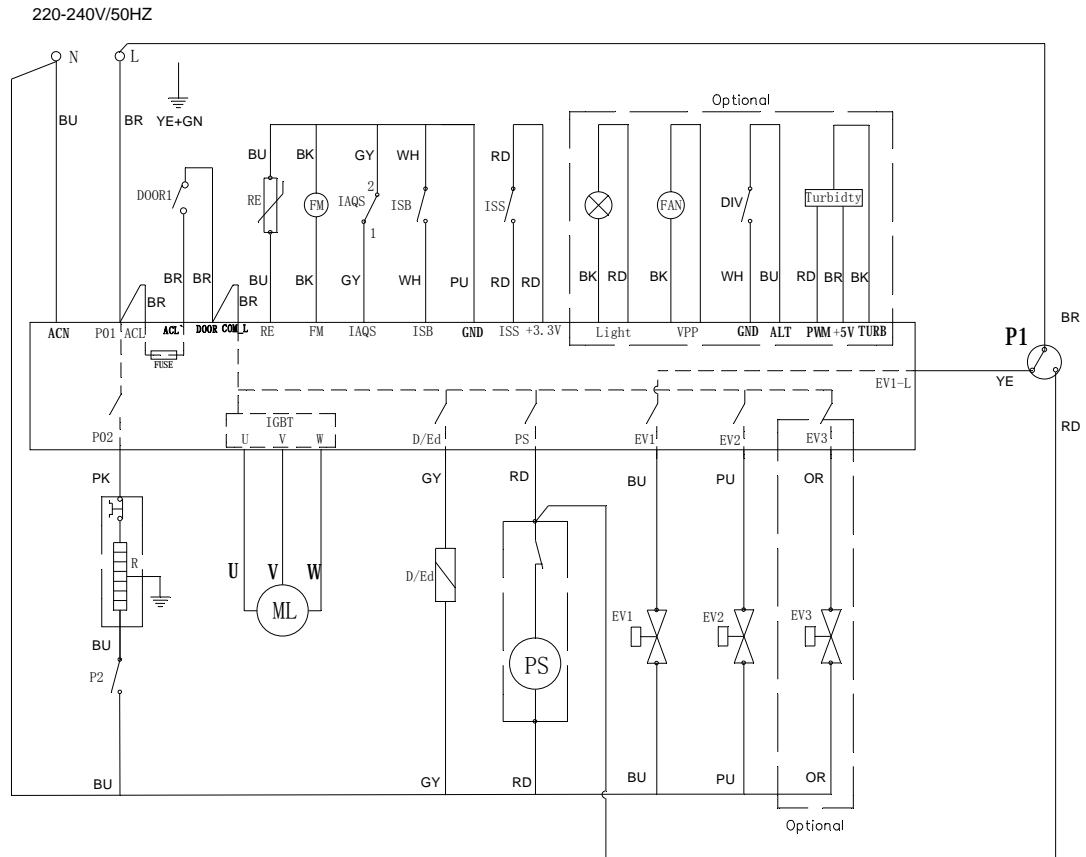 220-240V/50HZ
N L
Optional
BU BR YE+GN
BU BK GY WH RD
DOOR1 RE FM IAQS 2 1 ISB ISS DIV FAN Turbidty
BR BR BU BK GY WH PU RD RD BK RD BK WH BU RD BR BK
BR BR
ACN P01 ACL ACL` DOOR COM_L RE FM IAQS ISB GND ISS +3.3V Light VPP GND ALT PWM +5V TURB
BR
P1
FUSE
YE
EV1-L
IGBT
RD
P02 U V W D/Ed PS EV1 EV2 EV3
PK GY RD BU PU OR
R U V W D/Ed
ML
EV1 EV2 EV3
BU
PS
P2
BU GY RD BU PU OR
Optional